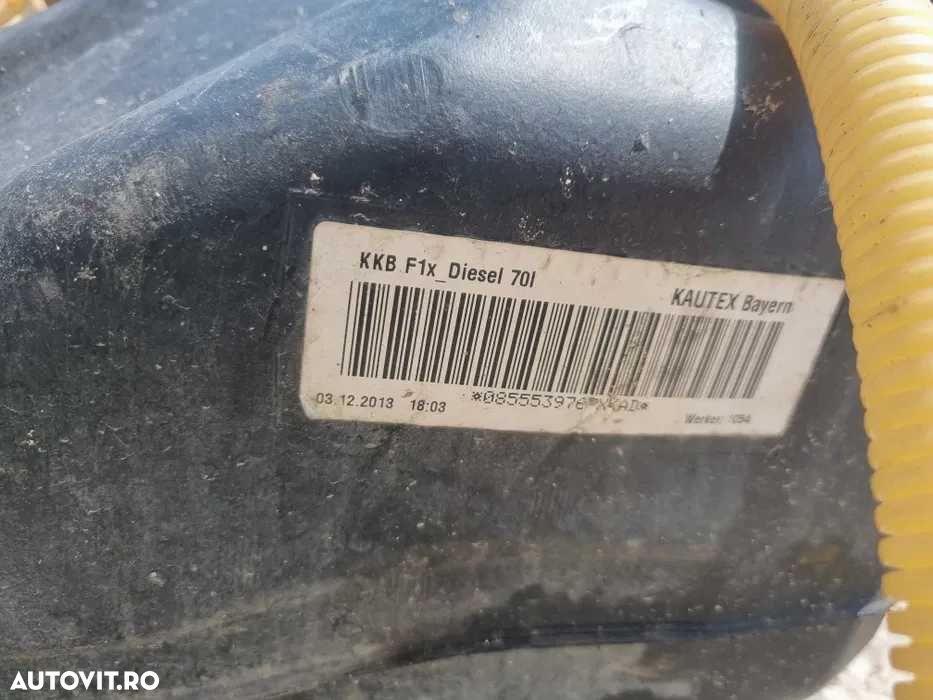 KKB F1x_Diesel 70l
KAUTEX Bayern
03.12.2013 18:03
Werker: 1054
AUTOVIT.RO